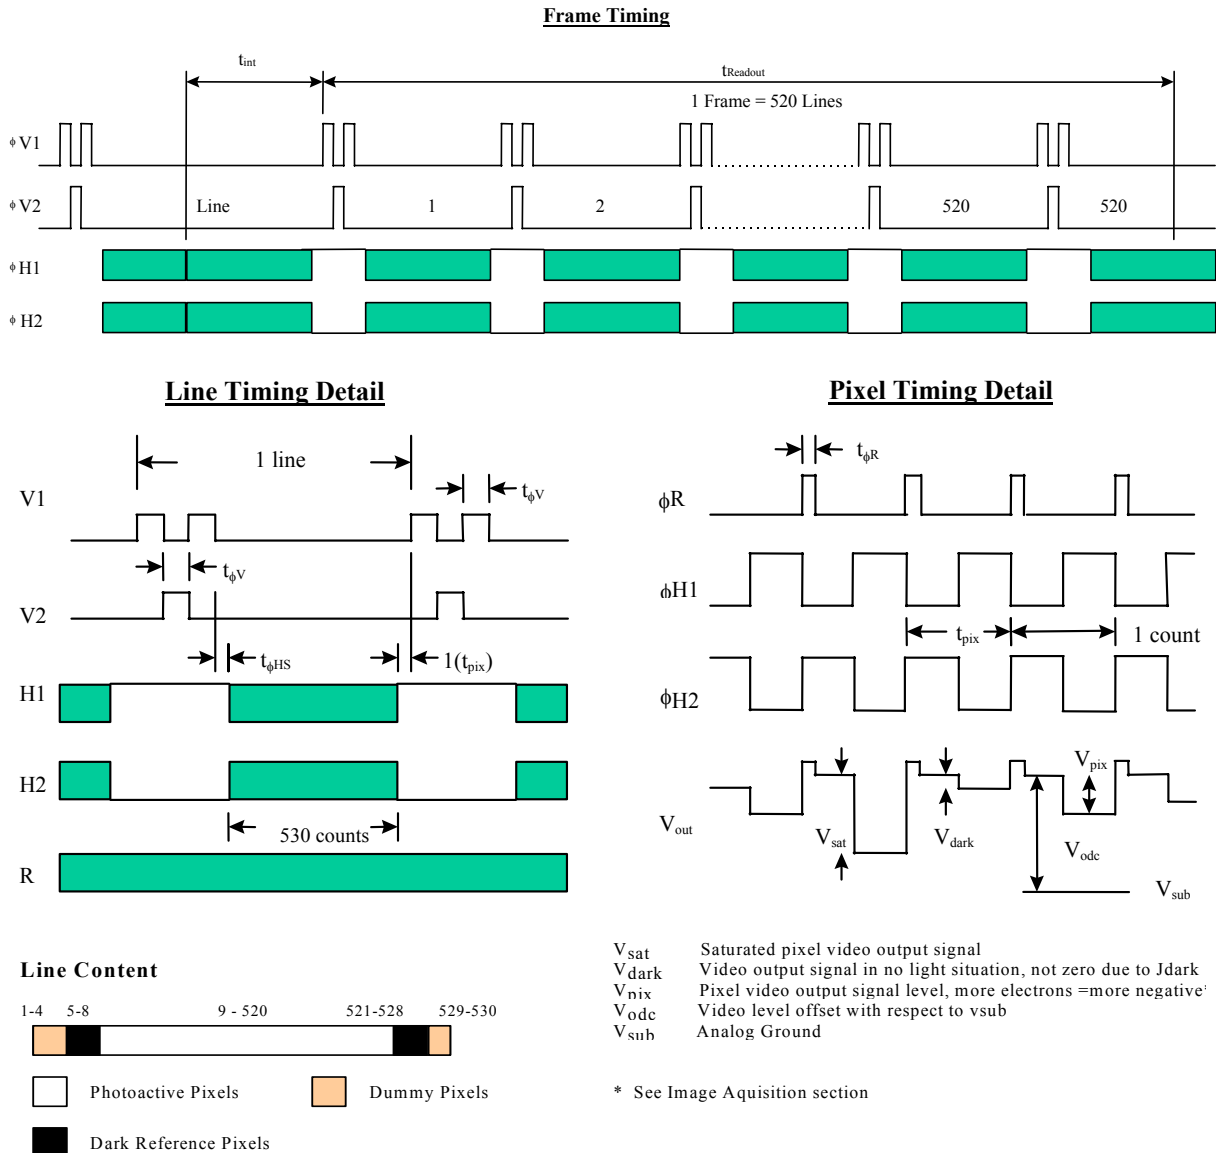 Frame Timing
tint
tReadout
1 Frame = 520 Lines
ϕ V1
ϕ V2
Line
1
2
520
520
ϕ H1
ϕ H2
Line Timing Detail
1 line
V1
tϕV
tϕV
V2
tϕHS
1(tpix)
H1
H2
530 counts
R
Pixel Timing Detail
tϕR
ϕR
ϕH1
tpix
1 count
ϕH2
Vpix
Vout
Vsat
Vdark
Vodc
Vsub
Line Content
1-4 5-8 9 - 520 521-528 529-530
Photoactive Pixels
Dummy Pixels
Dark Reference Pixels
Vsat Saturated pixel video output signal
Vdark Video output signal in no light situation, not zero due to Jdark
Vpix Pixel video output signal level, more electrons =more negative*
Vodc Video level offset with respect to vsub
Vsub Analog Ground
* See Image Aquisition section